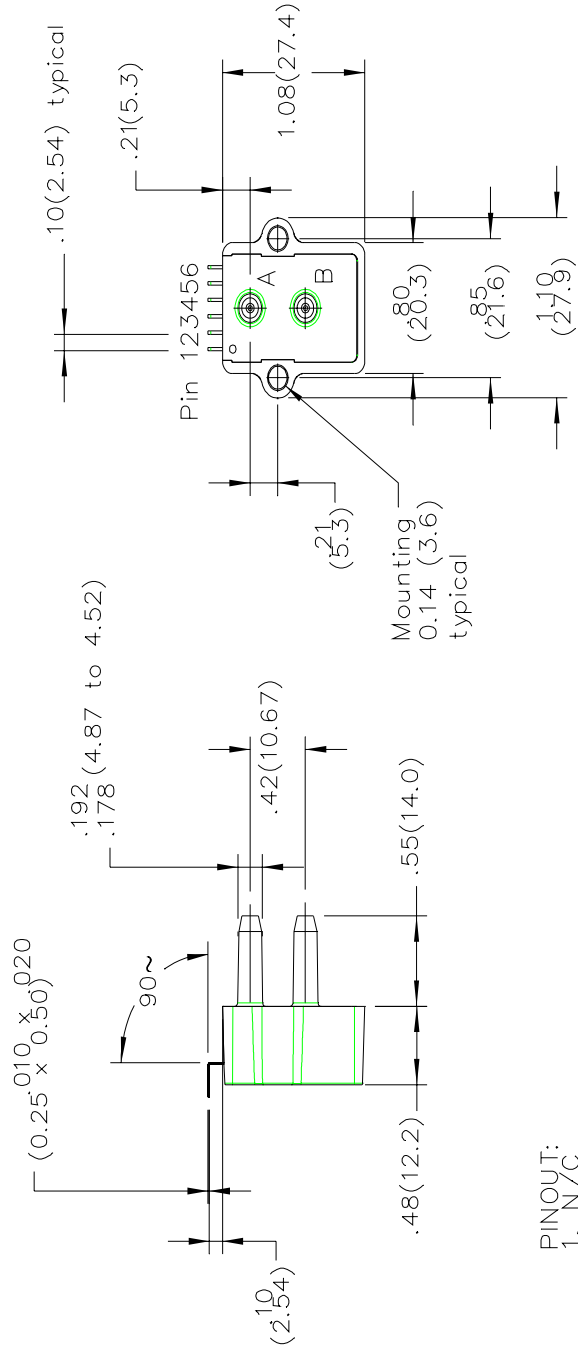 .010 x .020
(0.25 x 0.50)
90~
.192
.178 (4.87 to 4.52)
.42(10.67)
.10
(2.54)
.48(12.2)
.55(14.0)
.10(2.54) typical
.21(5.3)
Pin 123456
A
B
1.08(27.4)
.21
(5.3)
Mounting
0.14 (3.6)
typical
.80
(20.3)
.85
(21.6)
1.10
(27.9)
PINOUT:
1. N/C